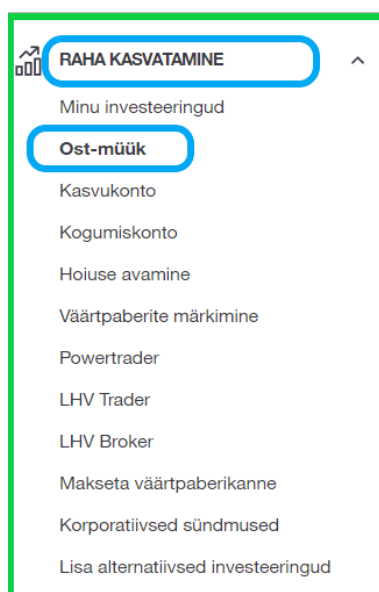 RAHA KASVATAMINE
Minu investeeringud
Ost-müük
Kasvukonto
Kogumiskonto
Hoiuse avamine
Väärtpaberite märkimine
Powertrader
LHV Trader
LHV Broker
Makseta väärtpaberikanne
Korporatiivsed sündmused
Lisa alternatiivsed investeeringud